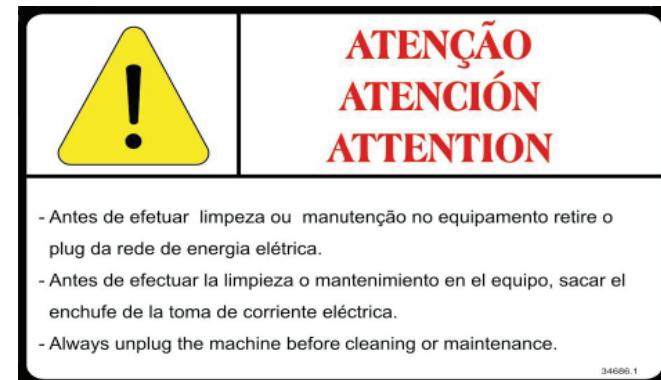 ATENÇÃO
ATENCIÓN
ATTENTION
- Antes de efetuar limpeza ou manutenção no equipamento retire o
plug da rede de energia elétrica.
- Antes de efectuar la limpieza o mantenimiento en el equipo, sacar el
enchufe de la toma de corriente eléctrica.
- Always unplug the machine before cleaning or maintenance.
34686.1